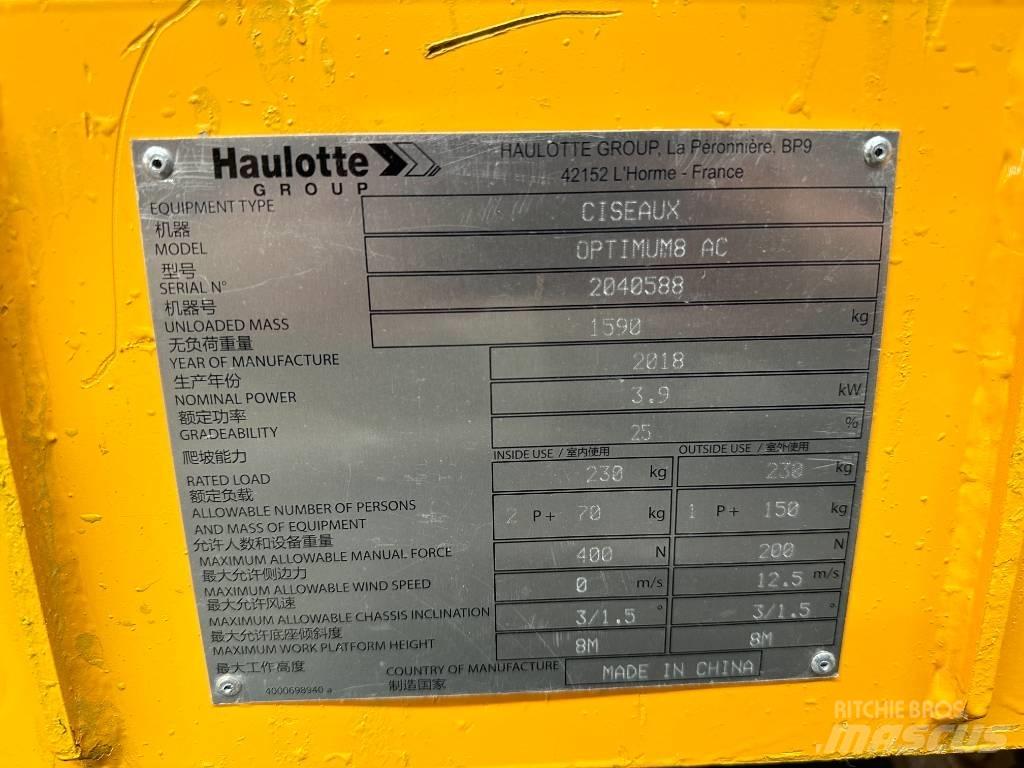 Haulotte
GROUP
HAULOTTE GROUP, La Péronnière, BP9
42152 L'Horme - France
EQUIPMENT TYPE
机器
CISEAUX
MODEL
型号
OPTIMUM8 AC
SERIAL N°
机器号
2040588
UNLOADED MASS
无负荷重量
1590 kg
YEAR OF MANUFACTURE
生产年份
2018
NOMINAL POWER
额定功率
3.9 kW
GRADEABILITY
爬坡能力
25 %
INSIDE USE / 室内使用 OUTSIDE USE / 室外使用
RATED LOAD
额定负载
230 kg 230 kg
ALLOWABLE NUMBER OF PERSONS
AND MASS OF EQUIPMENT
允许人数和设备重量
2 P+ 70 kg 1 P+ 150 kg
MAXIMUM ALLOWABLE MANUAL FORCE
最大允许侧边力
400 N 200 N
MAXIMUM ALLOWABLE WIND SPEED
最大允许风速
0 m/s 12.5 m/s
MAXIMUM ALLOWABLE CHASSIS INCLINATION
最大允许底座倾斜度
3/1.5 ° 3/1.5 °
MAXIMUM WORK PLATFORM HEIGHT
最大工作高度
8M 8M
COUNTRY OF MANUFACTURE
制造国家
MADE IN CHINA
4000698940 a
RITCHIE BROS
mascus